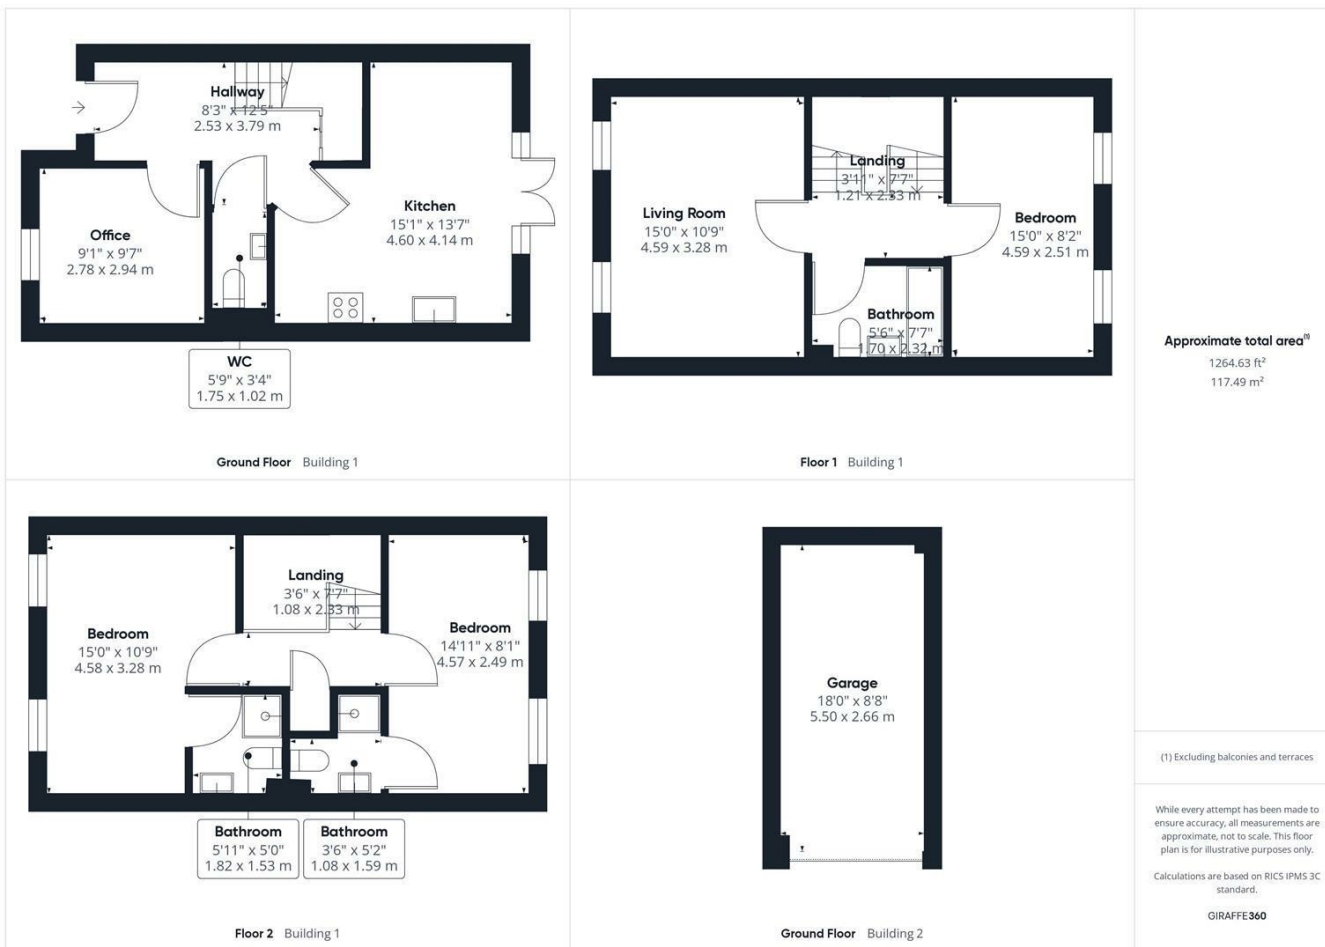 Hallway
8'3" x 12'5"
2.53 x 3.79 m
Office
9'1" x 9'7"
2.78 x 2.94 m
Kitchen
15'1" x 13'7"
4.60 x 4.14 m
WC
5'9" x 3'4"
1.75 x 1.02 m
Ground Floor Building 1
Living Room
15'0" x 10'9"
4.59 x 3.28 m
Landing
3'11" x 7'7"
1.21 x 2.33 m
Bedroom
15'0" x 8'2"
4.59 x 2.51 m
Bathroom
5'6" x 7'7"
1.70 x 2.32 m
Floor 1 Building 1
Bedroom
15'0" x 10'9"
4.58 x 3.28 m
Landing
3'6" x 7'7"
1.08 x 2.33 m
Bedroom
14'11" x 8'1"
4.57 x 2.49 m
Bathroom
5'11" x 5'0"
1.82 x 1.53 m
Bathroom
3'6" x 5'2"
1.08 x 1.59 m
Floor 2 Building 1
Garage
18'0" x 8'8"
5.50 x 2.66 m
Ground Floor Building 2
Approximate total area(1)
1264.63 ft²
117.49 m²
(1) Excluding balconies and terraces
While every attempt has been made to
ensure accuracy, all measurements are
approximate, not to scale. This floor
plan is for illustrative purposes only.
Calculations are based on RICS IPMS 3C
standard.
GIRAFFE360